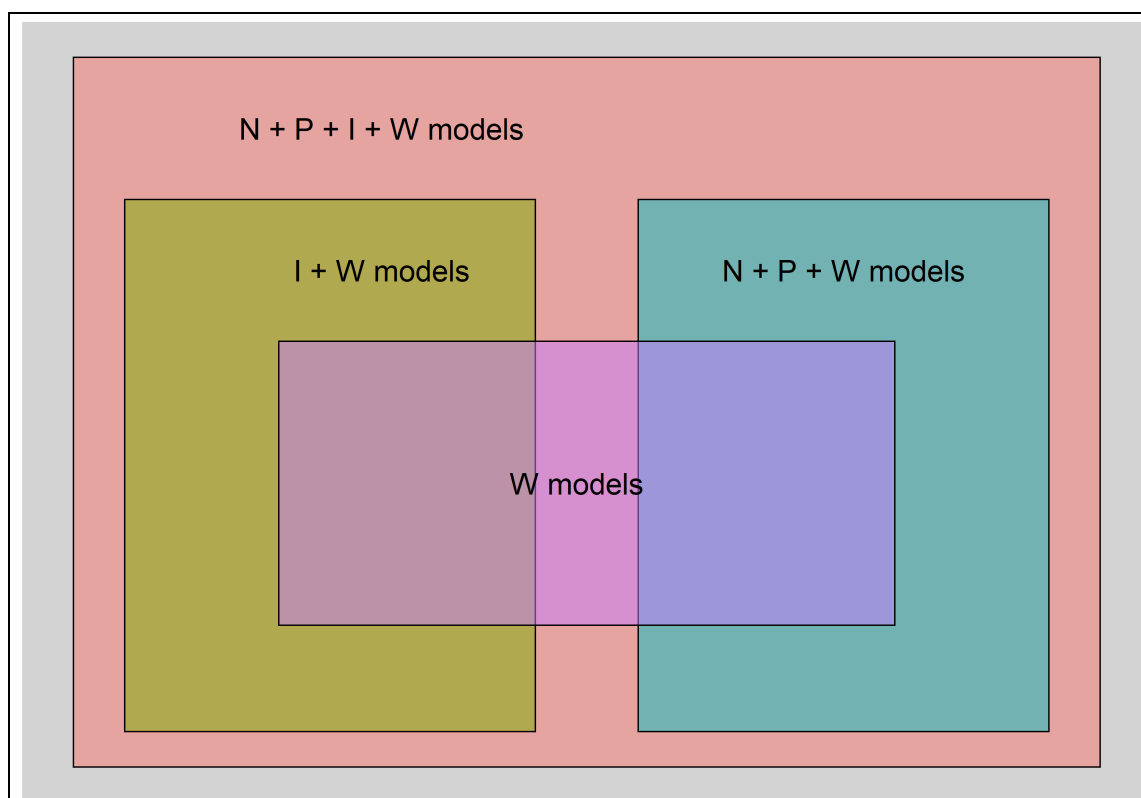 N + P + I + W models
I + W models
N + P + W models
W models